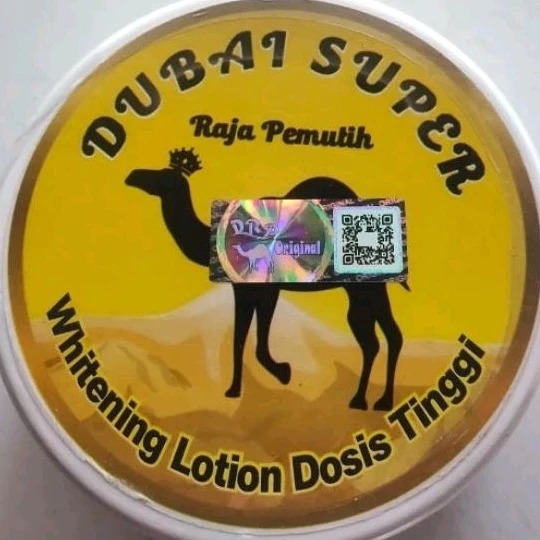 DUBAI SUPER
Raja Pemutih
Original
Whitening Lotion Dosis Tinggi